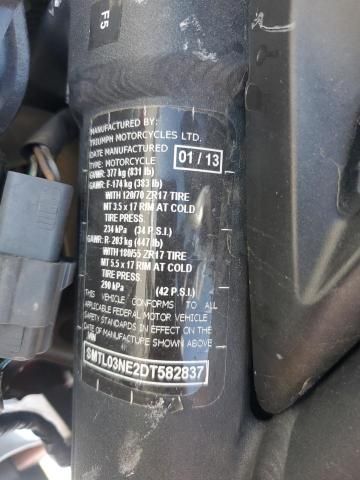 F5
MANUFACTURED BY:
TRIUMPH MOTORCYCLES LTD.
DATE MANUFACTURED 01 / 13
TYPE: MOTORCYCLE
GAWR: 377 kg (831 lb)
GAWR: F-174 kg (383 lb)
WITH 120/70 ZR17 TIRE
MT 3.5 x 17 RIM AT COLD
TIRE PRESS.
234 kPa (34 P.S.I.)
GAWR: R- 203 kg (447 lb)
WITH 180/55 ZR17 TIRE
MT 5.5 x 17 RIM AT COLD
TIRE PRESS
290 kPa (42 P.S.I.)
THIS VEHICLE CONFORMS TO ALL
APPLICABLE FEDERAL MOTOR VEHICLE
SAFETY STANDARDS IN EFFECT ON THE
DATE OF MANUFACTURE SHOWN ABOVE
SMTL03NE2DT582837